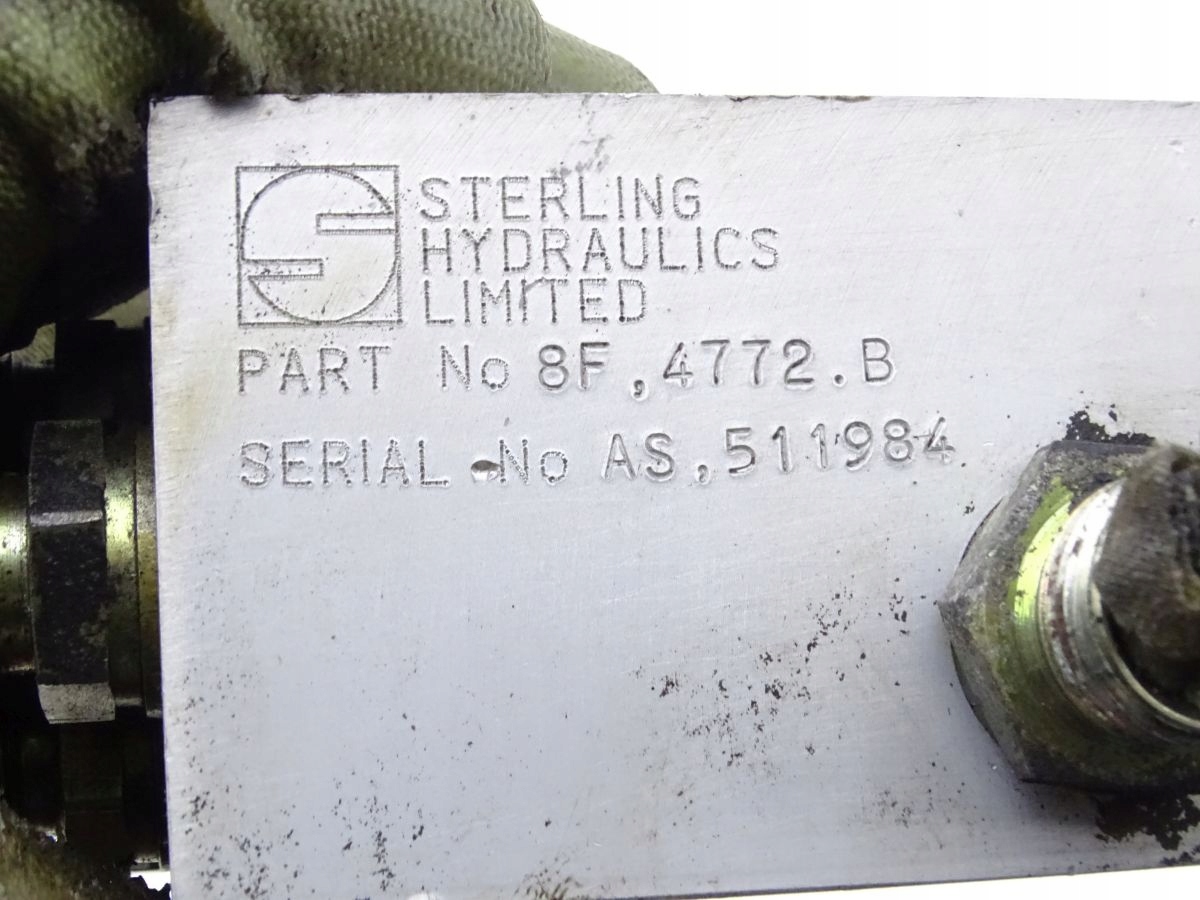 STERLING
HYDRAULICS
LIMITED
PART No 8F,4772.B
SERIAL No AS,511984